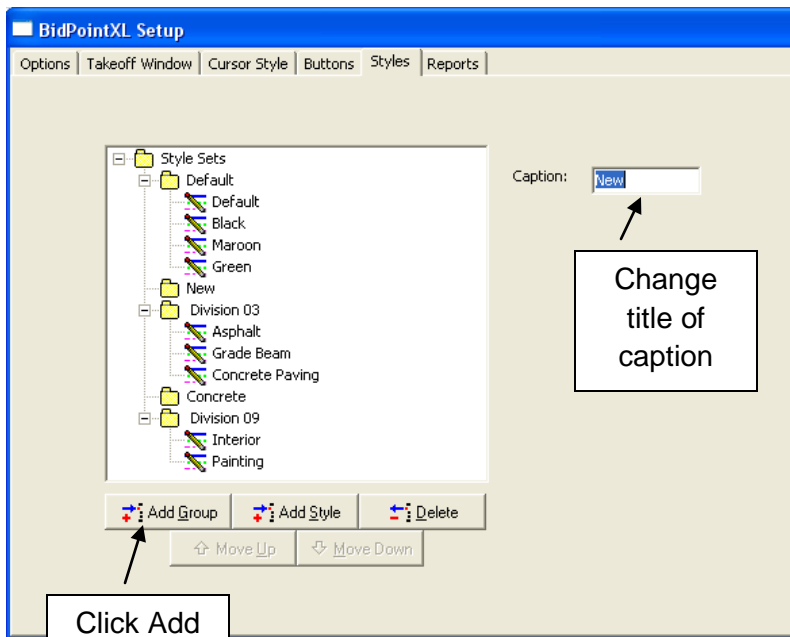 BidPointXL Setup
Options Takeoff Window Cursor Style Buttons Styles Reports
Style Sets
Default
Default
Black
Maroon
Green
New
Division 03
Asphalt
Grade Beam
Concrete Paving
Concrete
Division 09
Interior
Painting
Caption: New
Change
title of
caption
Add Group Add Style Delete
Move Up Move Down
Click Add